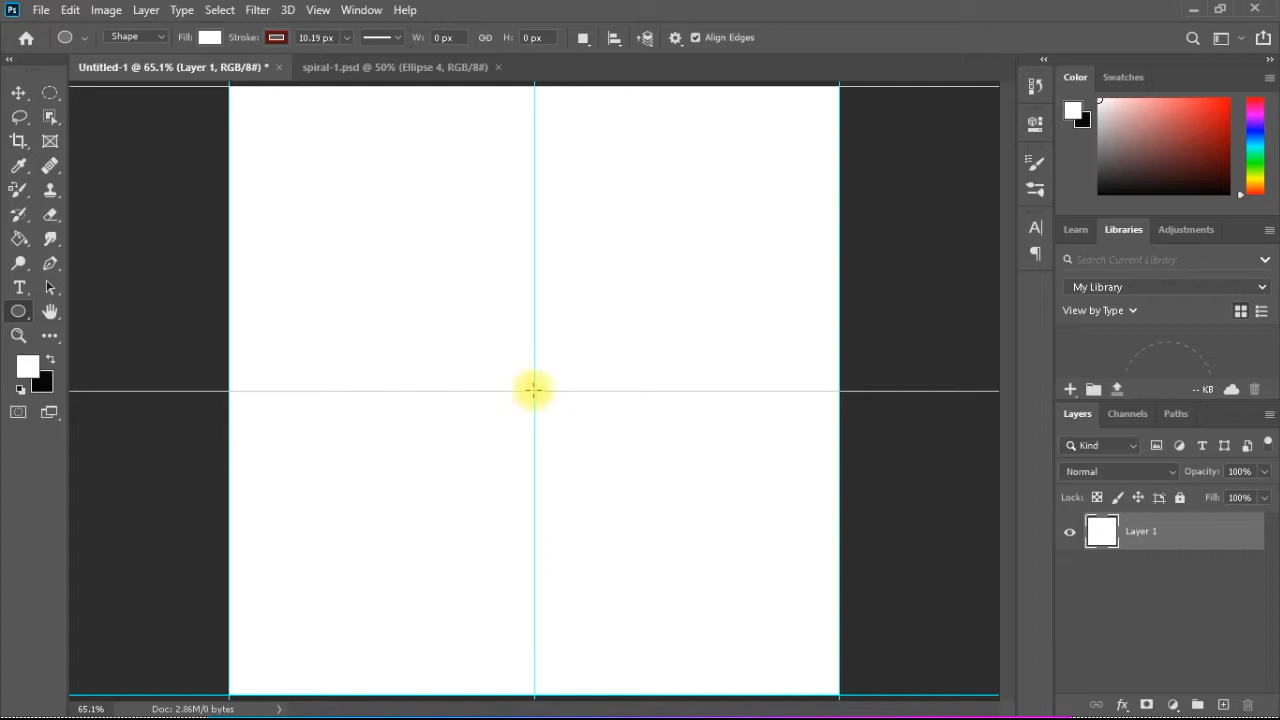 Ps File Edit Image Layer Type Select Filter 3D View Window Help
Shape Fill: Stroke: 10.19 px W: 0 px H: 0 px Align Edges
Untitled-1 @ 65.1% (Layer 1, RGB/8#) * × spiral-1.psd @ 50% (Ellipse 4, RGB/8#) ×
Color Swatches
Learn Libraries Adjustments
Search Current Library
My Library
View by Type
-- KB
Layers Channels Paths
Kind
Normal Opacity: 100%
Lock: Fill: 100%
Layer 1
65.1% Doc: 2.86M/0 bytes